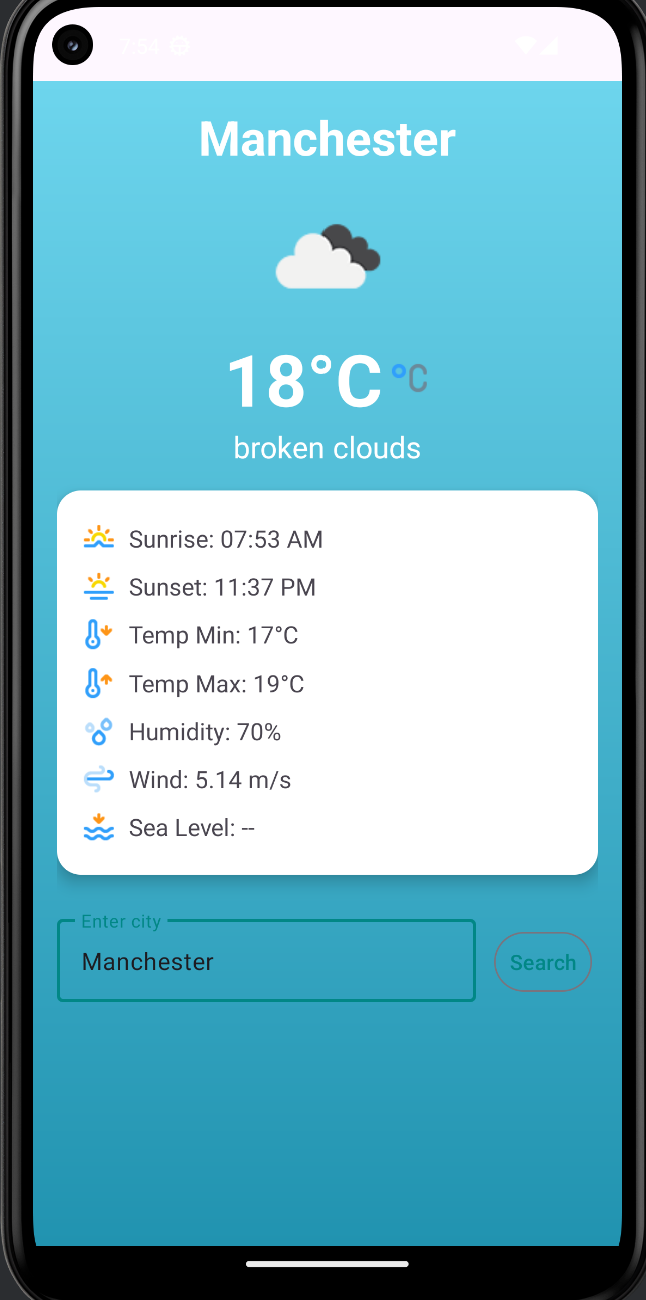 7:54
Manchester
18°C °C
broken clouds
Sunrise: 07:53 AM
Sunset: 11:37 PM
Temp Min: 17°C
Temp Max: 19°C
Humidity: 70%
Wind: 5.14 m/s
Sea Level: --
Enter city
Manchester
Search